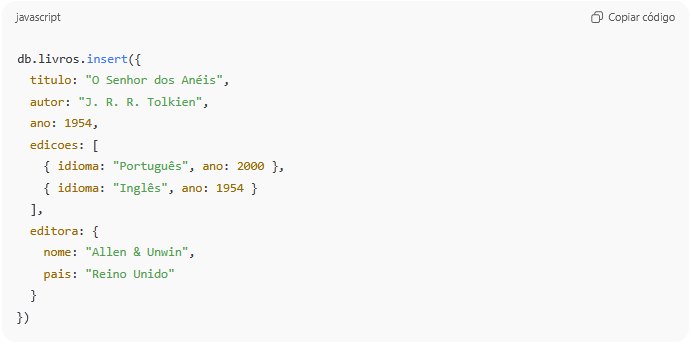 javascript
Copiar código
db.livros.insert({
  titulo: "O Senhor dos Anéis",
  autor: "J. R. R. Tolkien",
  ano: 1954,
  edicoes: [
    { idioma: "Português", ano: 2000 },
    { idioma: "Inglês", ano: 1954 }
  ],
  editora: {
    nome: "Allen & Unwin",
    pais: "Reino Unido"
  }
})